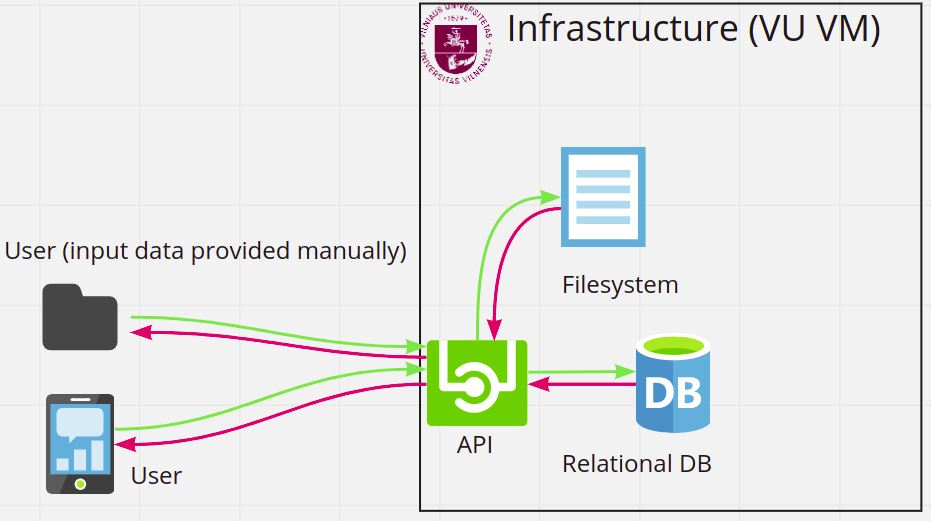 VILNIAUS UNIVERSITETAS
·1579·
UNIVERSITAS VILNENSIS
Infrastructure (VU VM)
Filesystem
User (input data provided manually)
User
API
DB
Relational DB